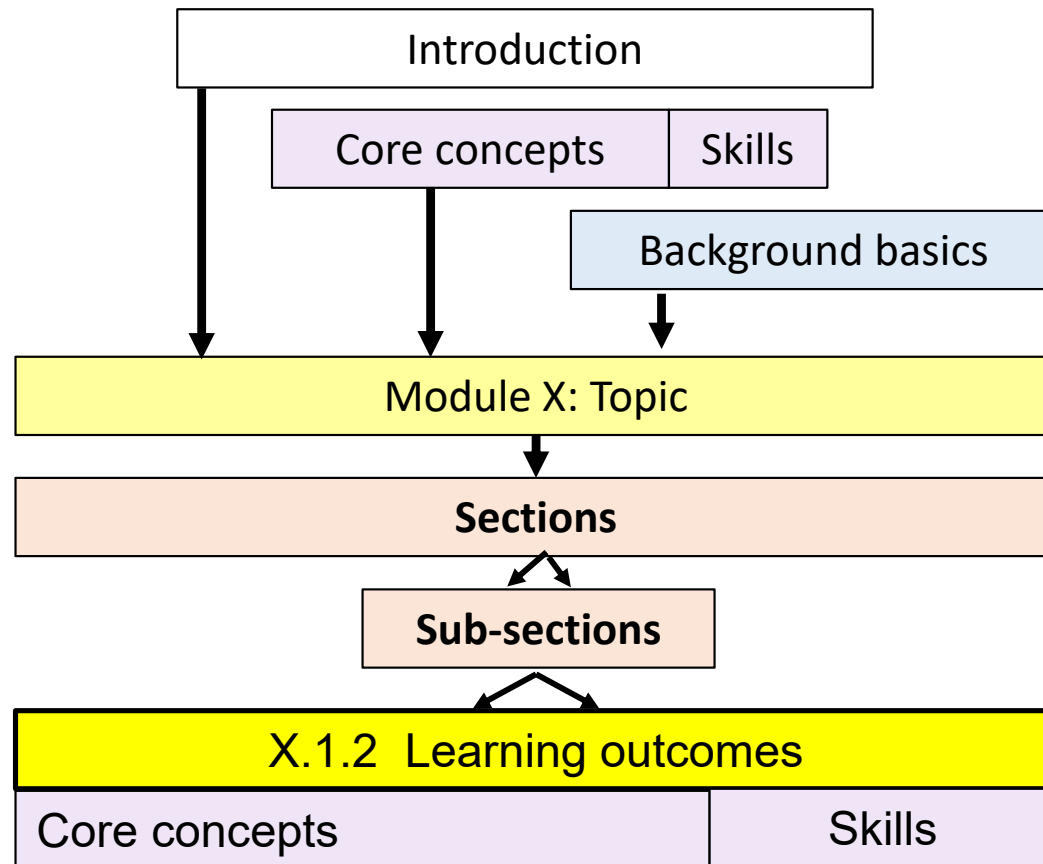 Introduction
Core concepts Skills
Background basics
Module X: Topic
Sections
Sub-sections
X.1.2 Learning outcomes
Core concepts Skills